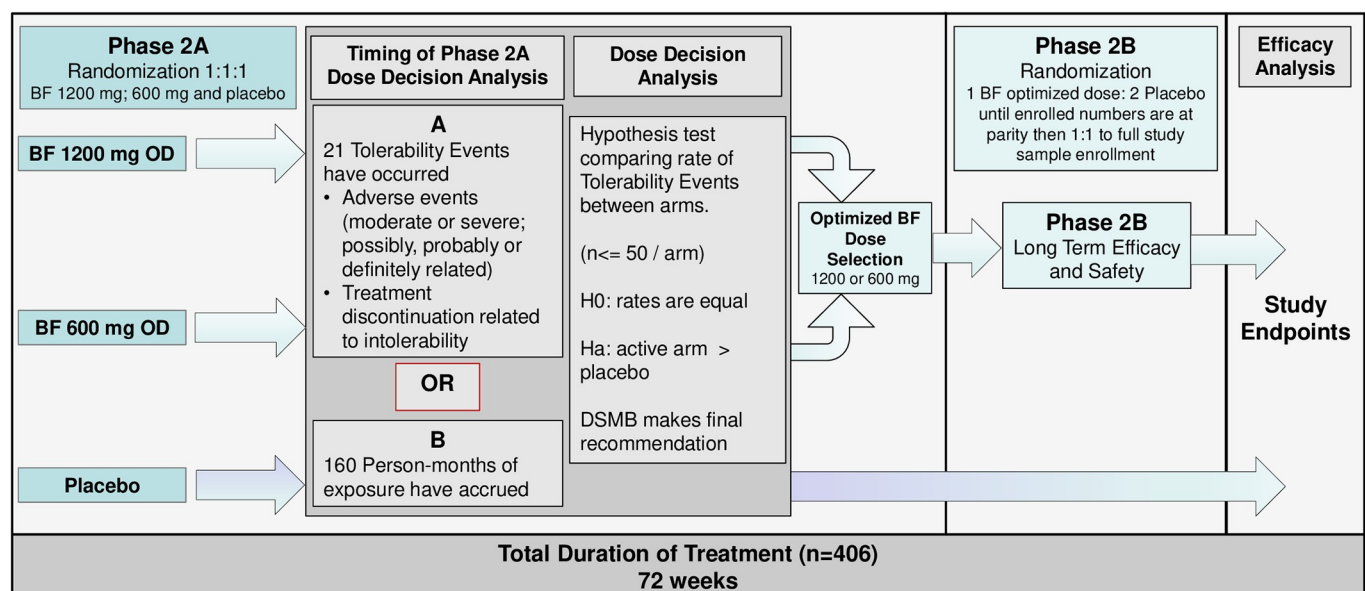 Phase 2A
Randomization 1:1:1
BF 1200 mg; 600 mg and placebo
BF 1200 mg OD
BF 600 mg OD
Placebo
Timing of Phase 2A
Dose Decision Analysis
A
21 Tolerability Events
have occurred
• Adverse events
(moderate or severe;
possibly, probably or
definitely related)
• Treatment
discontinuation related
to intolerability
OR
B
160 Person-months of
exposure have accrued
Dose Decision
Analysis
Hypothesis test
comparing rate of
Tolerability Events
between arms.
(n<= 50 / arm)
H0: rates are equal
Ha: active arm >
placebo
DSMB makes final
recommendation
Optimized BF
Dose
Selection
1200 or 600 mg
Phase 2B
Randomization
1 BF optimized dose: 2 Placebo
until enrolled numbers are at
parity then 1:1 to full study
sample enrollment
Phase 2B
Long Term Efficacy
and Safety
Efficacy
Analysis
Study
Endpoints
Total Duration of Treatment (n=406)
72 weeks